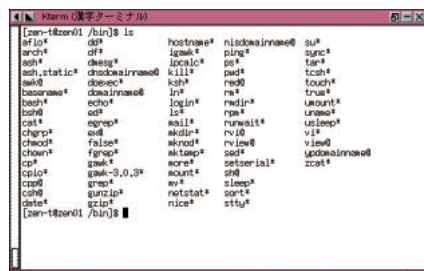 Kterm (漢字ターミナル)
[zen-t@zen01 /bin]$ ls
afio* dd* hostname* nisdomainname@ su*
arch* df* igawk* ping* sync*
ash* dmesg* ipcalc* ps* tar*
ash.static* dnsdomainname@ kill* pwd* tcsh*
awk@ doexec* ksh* red@ touch*
basename* domainname@ ln* rm* true*
bash* echo* login* rmdir* umount*
bsh@ ed* ls* rpm* uname*
cat* egrep* mail* runwait* usleep*
chgrp* ex@ mkdir* rvi@ vi*
chmod* false* mknod* rview@ view@
chown* fgrep* mktemp* sed* ypdomainname@
cp* gawk* more* setserial* zcat*
cpio* gawk-3.0.3* mount* sh@
cpp@ grep* mv* sleep*
csh@ gunzip* netstat* sort*
date* gzip* nice* stty*
[zen-t@zen01 /bin]$